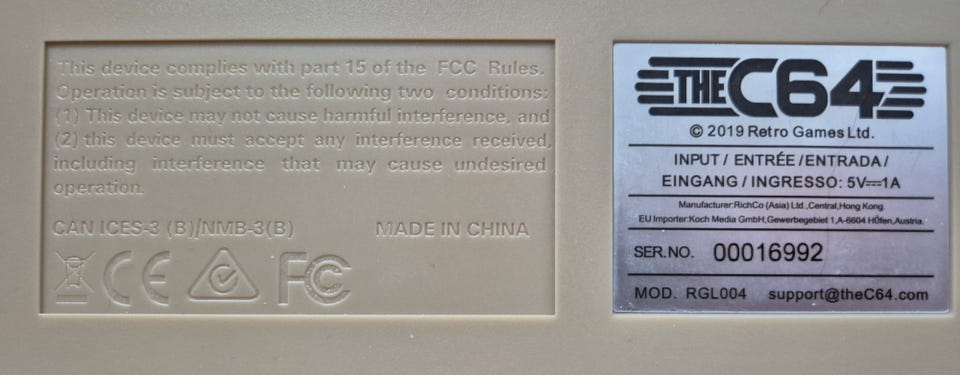 This device complies with part 15 of the FCC Rules.
Operation is subject to the following two conditions:
(1) This device may not cause harmful interference, and
(2) this device must accept any interference received,
including interference that may cause undesired
operation.
CAN ICES-3 (B)/NMB-3(B) MADE IN CHINA
CE FC
THEC64
© 2019 Retro Games Ltd.
INPUT / ENTRÉE / ENTRADA /
EINGANG / INGRESSO: 5V⎓1A
Manufacturer:RichCo (Asia) Ltd.,Central,Hong Kong.
EU Importer:Koch Media GmbH,Gewerbegebiet 1,A-6604 Hŭfen,Austria
SER.NO. 00016992
MOD. RGL004 support@theC64.com